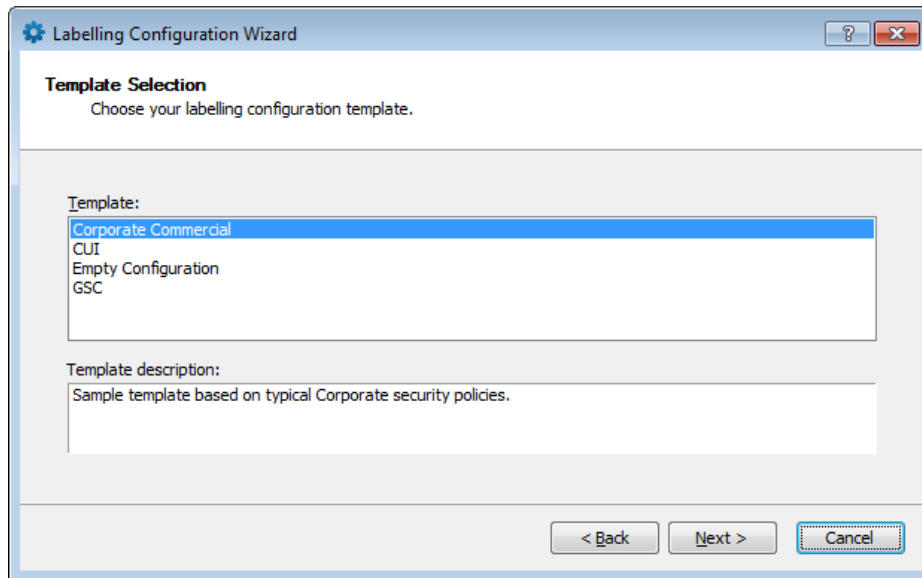 Labelling Configuration Wizard
Template Selection
Choose your labelling configuration template.
Template:
Corporate Commercial
CUI
Empty Configuration
GSC
Template description:
Sample template based on typical Corporate security policies.
< Back Next > Cancel